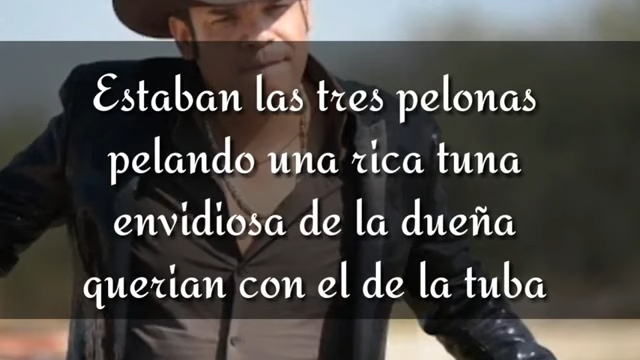 Estaban las tres pelonas
pelando una rica tuna
envidiosa de la dueña
querian con el de la tuba